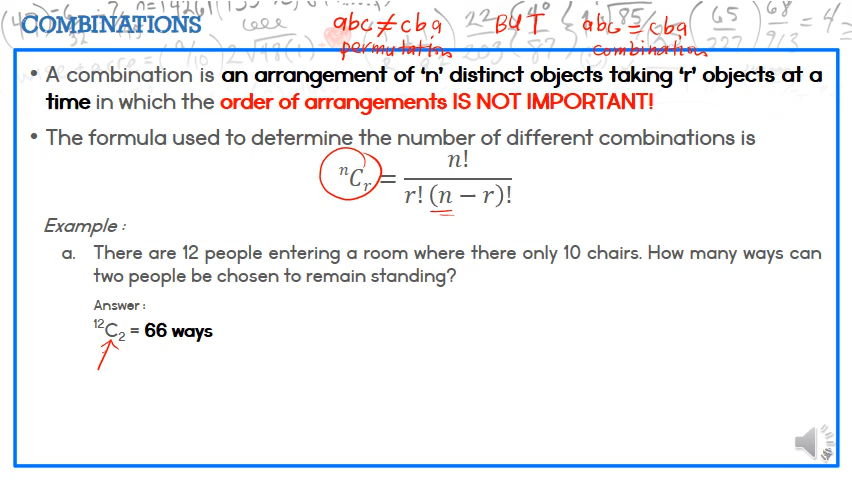 COMBINATIONS
abc ≠ cba BUT abc = cba
permutation combination
• A combination is an arrangement of 'n' distinct objects taking 'r' objects at a
time in which the order of arrangements IS NOT IMPORTANT!
• The formula used to determine the number of different combinations is
ⁿCᵣ = n! / r! (n − r)!
Example :
a. There are 12 people entering a room where there only 10 chairs. How many ways can
two people be chosen to remain standing?
Answer :
¹²C₂ = 66 ways